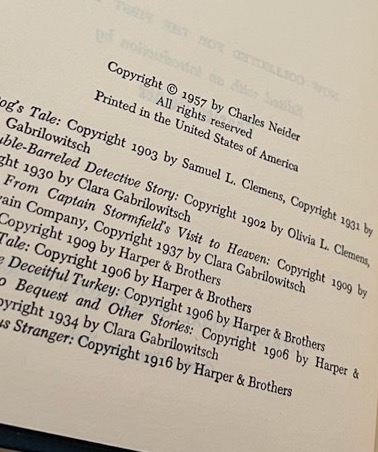 Copyright © 1957 by Charles Neider
All rights reserved
Printed in the United States of America
og's Tale: Copyright 1903 by Samuel L. Clemens, Copyright 1931 by
Gabrilowitsch
ble-Barreled Detective Story: Copyright 1902 by Olivia L. Clemens,
ght 1930 by Clara Gabrilowitsch
From Captain Stormfield's Visit to Heaven: Copyright 1909 by
ain Company, Copyright 1937 by Clara Gabrilowitsch
Copyright 1909 by Harper & Brothers
Tale: Copyright 1906 by Harper & Brothers
e Deceitful Turkey: Copyright 1906 by Harper & Brothers
o Bequest and Other Stories: Copyright 1906 by Harper &
pyright 1934 by Clara Gabrilowitsch
us Stranger: Copyright 1916 by Harper & Brothers